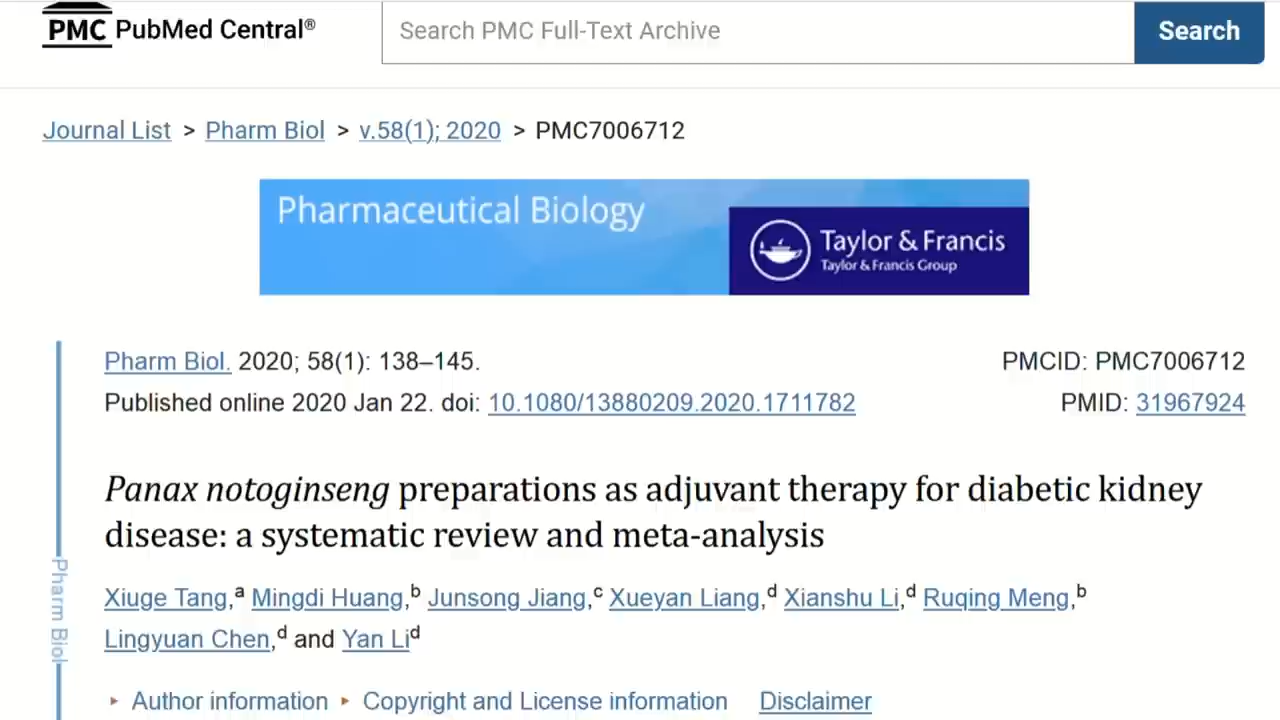 PMC PubMed Central®
Search PMC Full-Text Archive
Search
Journal List > Pharm Biol > v.58(1); 2020 > PMC7006712
Pharmaceutical Biology
Taylor & Francis
Taylor & Francis Group
Pharm Biol. 2020; 58(1): 138–145.
PMCID: PMC7006712
Published online 2020 Jan 22. doi: 10.1080/13880209.2020.1711782
PMID: 31967924
Panax notoginseng preparations as adjuvant therapy for diabetic kidney
disease: a systematic review and meta-analysis
Xiuge Tang,a Mingdi Huang,b Junsong Jiang,c Xueyan Liang,d Xianshu Li,d Ruqing Meng,b
Lingyuan Chen,d and Yan Lid
Pharm Biol
▸ Author information ▸ Copyright and License information Disclaimer